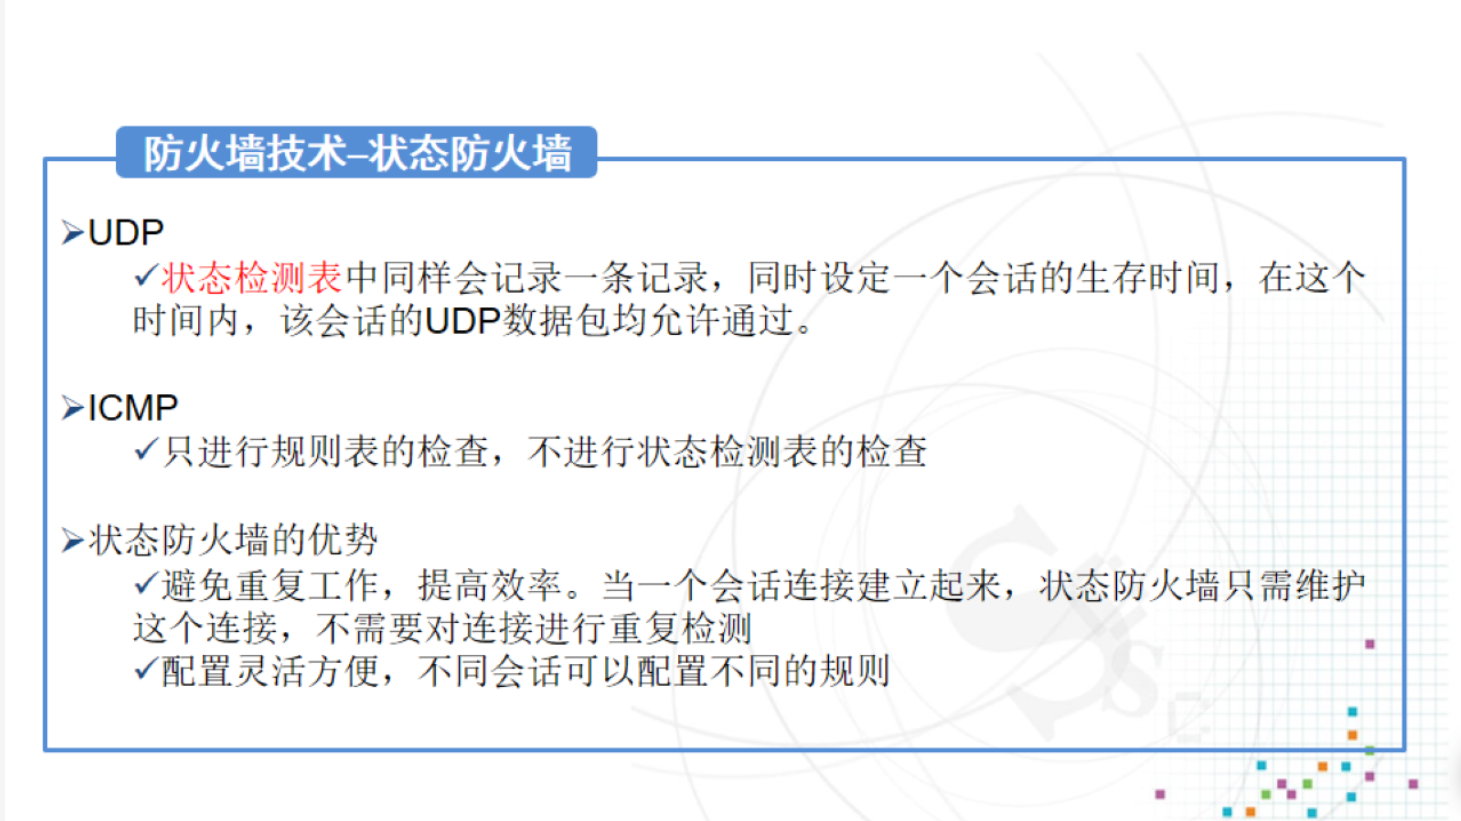 防火墙技术–状态防火墙
➢UDP
✓状态检测表中同样会记录一条记录，同时设定一个会话的生存时间，在这个
时间内，该会话的UDP数据包均允许通过。
➢ICMP
✓只进行规则表的检查，不进行状态检测表的检查
➢状态防火墙的优势
✓避免重复工作，提高效率。当一个会话连接建立起来，状态防火墙只需维护
这个连接，不需要对连接进行重复检测
✓配置灵活方便，不同会话可以配置不同的规则